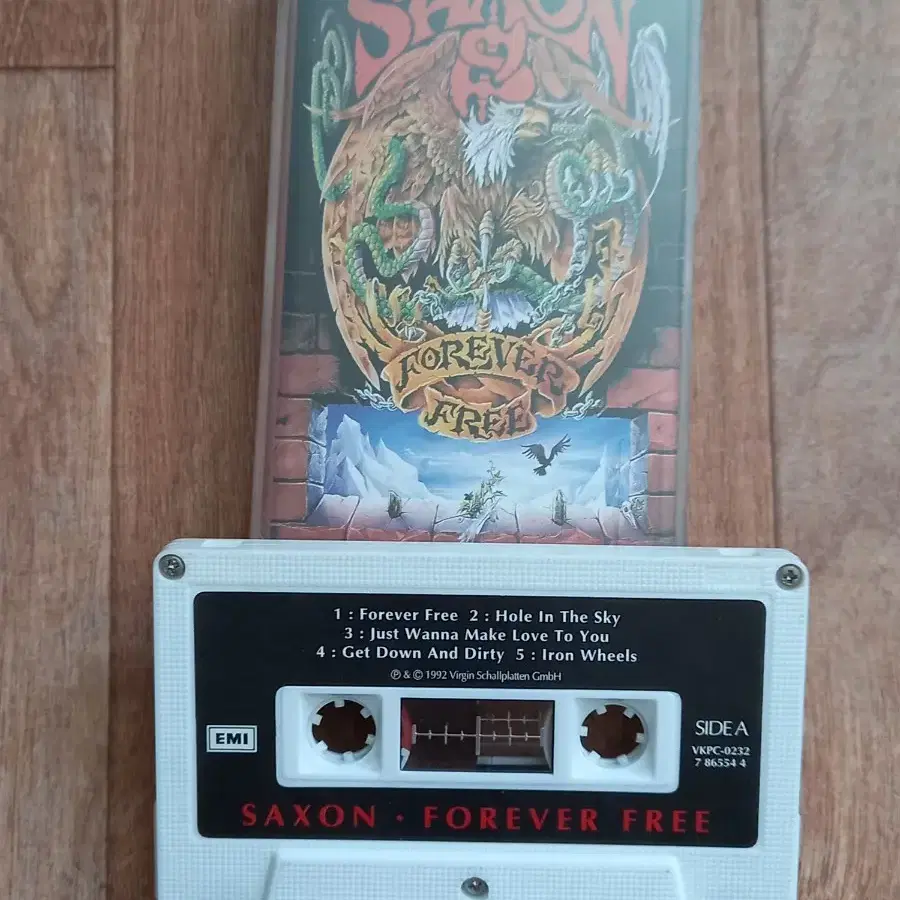 SAXON
FOREVER
FREE
1 : Forever Free 2 : Hole In The Sky
3 : Just Wanna Make Love To You
4 : Get Down And Dirty 5 : Iron Wheels
℗ & © 1992 Virgin Schallplatten GmbH
EMI
SIDE A
VKPC-0232
7 86554 4
SAXON · FOREVER FREE